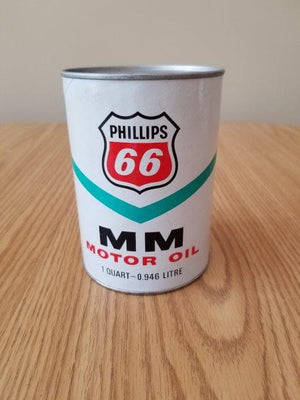 PHILLIPS
66
MM
MOTOR OIL
1 QUART–0.946 LITRE